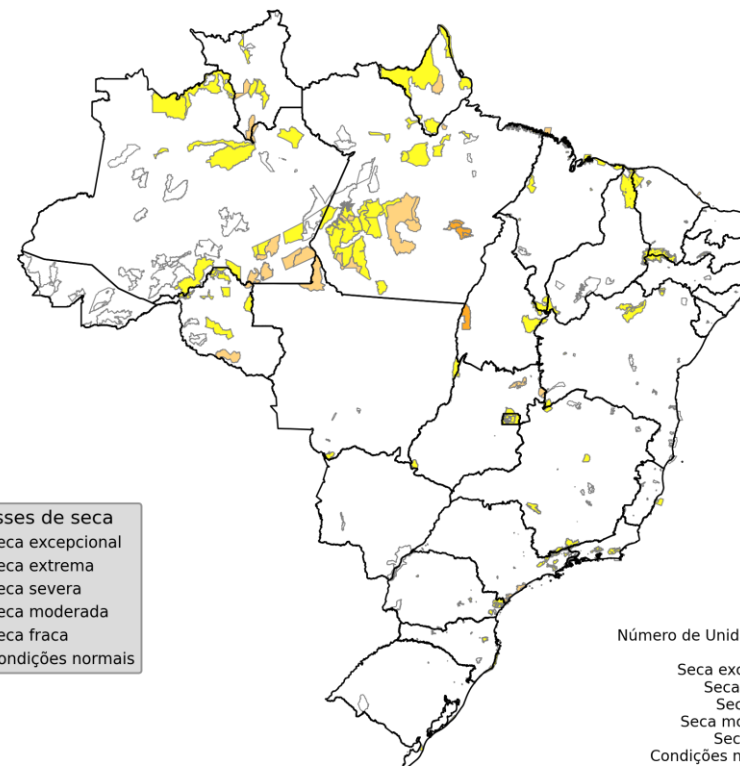 sses de seca
eca excepcional
eca extrema
eca severa
eca moderada
eca fraca
ondições normais
Número de Unid
Seca exc
Seca
Sec
Seca mo
Sec
Condições n